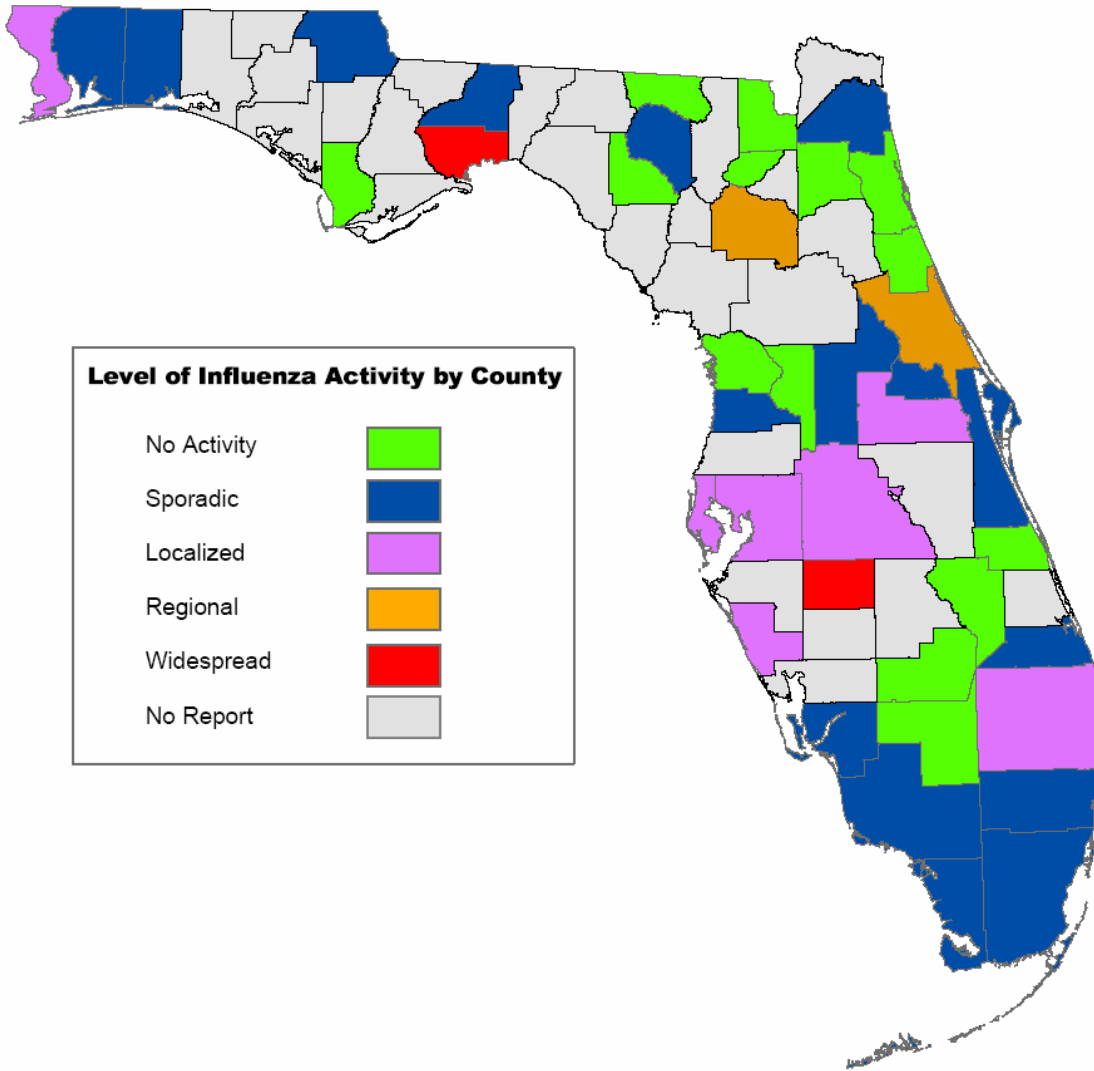 Level of Influenza Activity by County
No Activity
Sporadic
Localized
Regional
Widespread
No Report